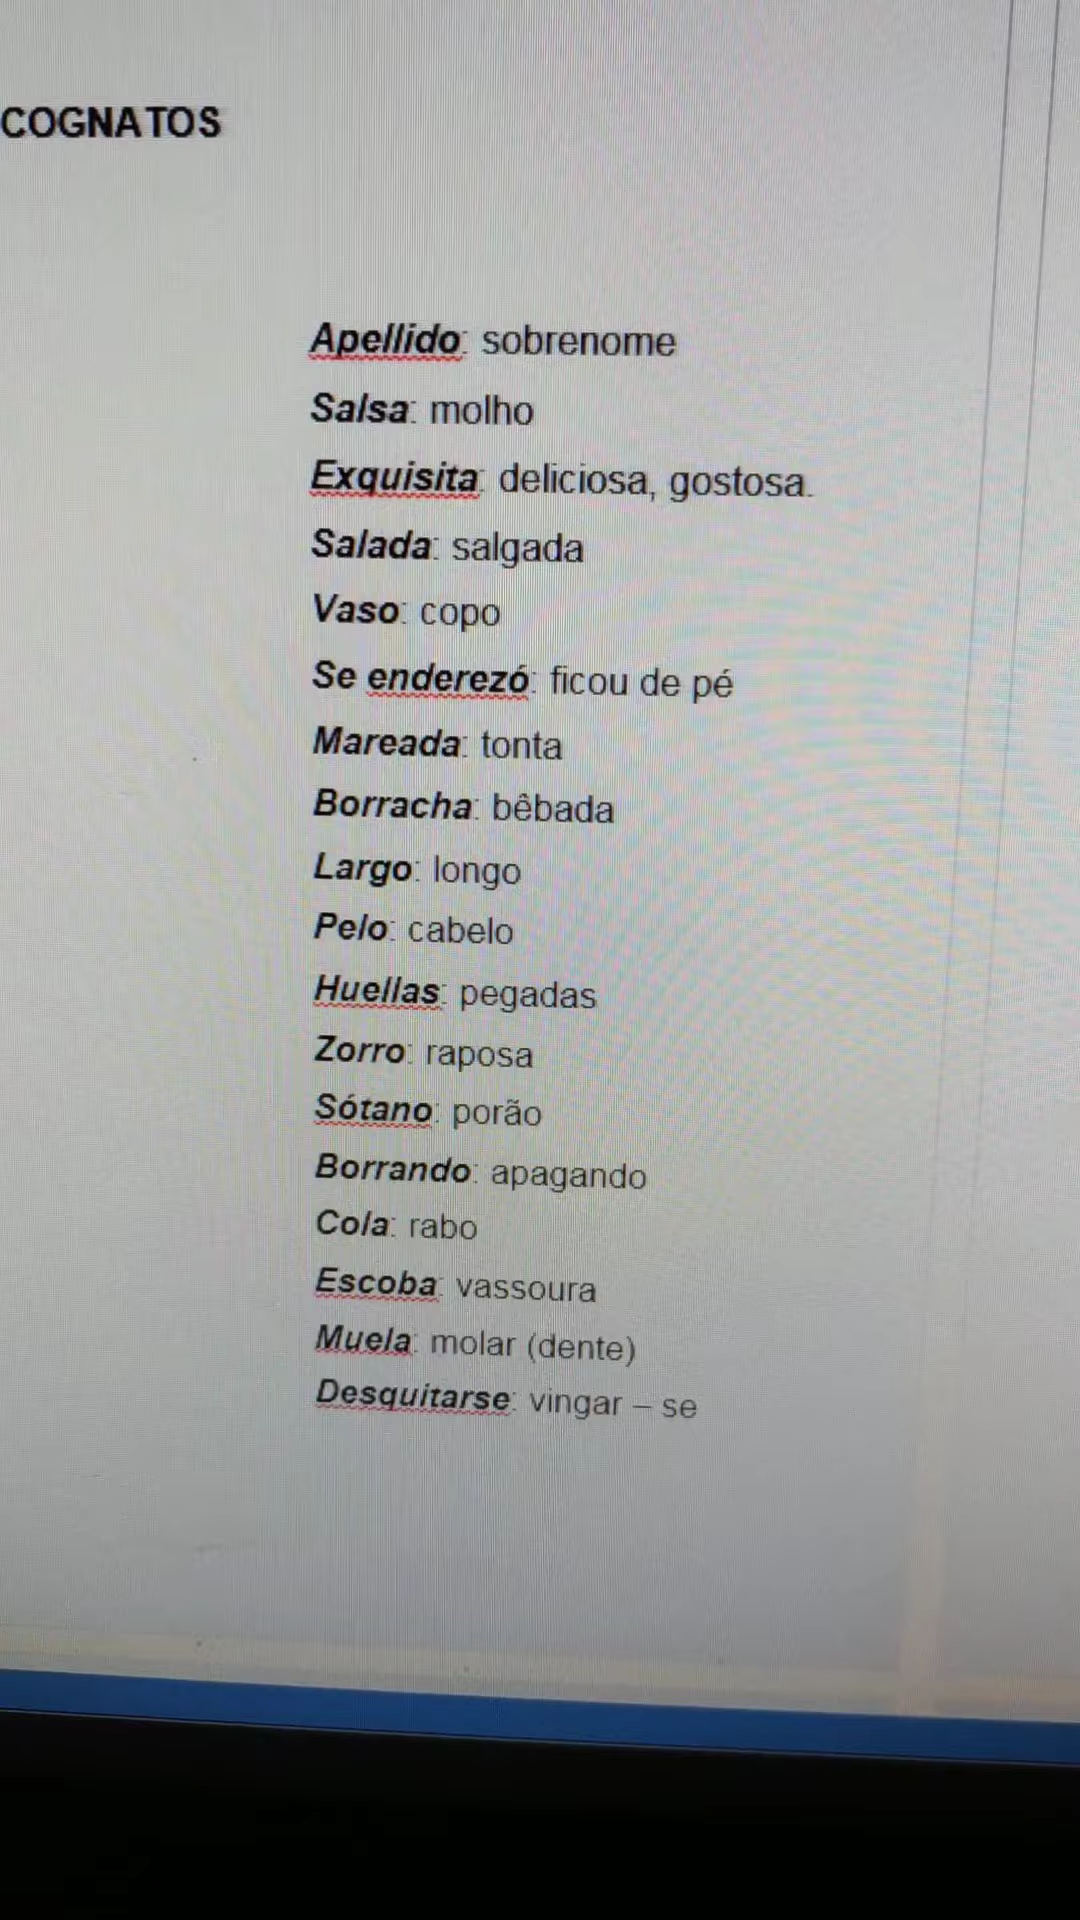 COGNATOS
Apellido: sobrenome
Salsa: molho
Exquisita: deliciosa, gostosa.
Salada: salgada
Vaso: copo
Se enderezó: ficou de pé
Mareada: tonta
Borracha: bêbada
Largo: longo
Pelo: cabelo
Huellas: pegadas
Zorro: raposa
Sótano: porão
Borrando: apagando
Cola: rabo
Escoba: vassoura
Muela: molar (dente)
Desquitarse: vingar – se